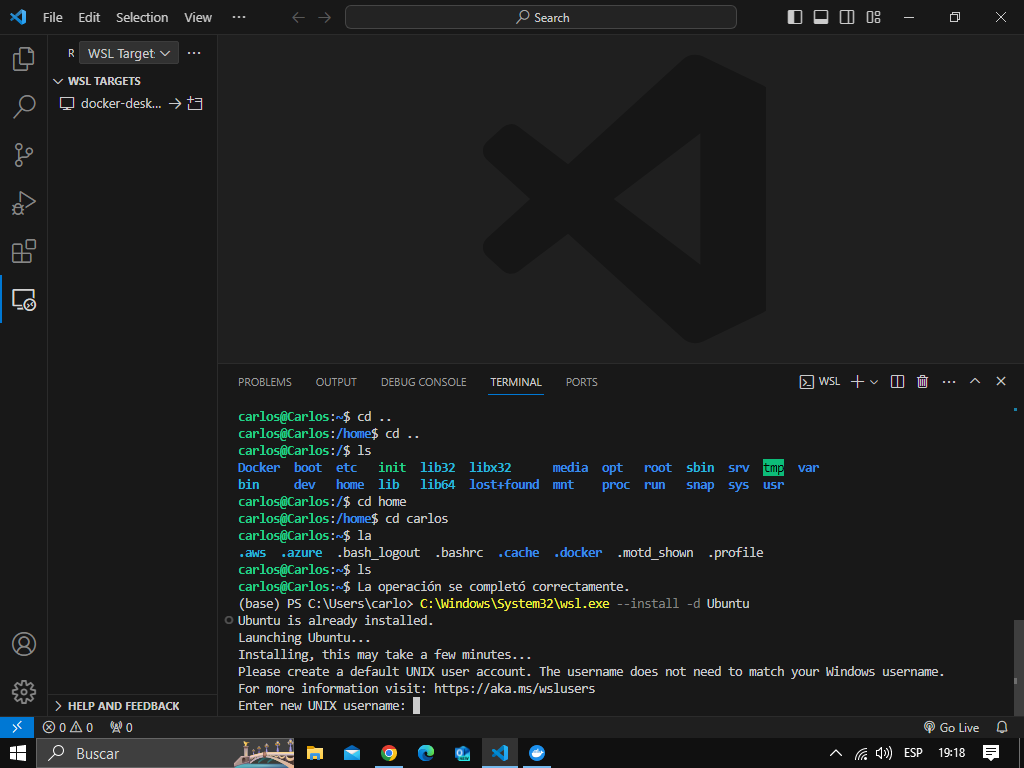 File Edit Selection View ···
Search
R WSL Target: ···
WSL TARGETS
docker-desk...
PROBLEMS OUTPUT DEBUG CONSOLE TERMINAL PORTS
WSL
carlos@Carlos:~$ cd ..
carlos@Carlos:/home$ cd ..
carlos@Carlos:/$ ls
Docker boot etc init lib32 libx32 media opt root sbin srv tmp var
bin dev home lib lib64 lost+found mnt proc run snap sys usr
carlos@Carlos:/$ cd home
carlos@Carlos:/home$ cd carlos
carlos@Carlos:~$ la
.aws .azure .bash_logout .bashrc .cache .docker .motd_shown .profile
carlos@Carlos:~$ ls
carlos@Carlos:~$ La operación se completó correctamente.
(base) PS C:\Users\carlo> C:\Windows\System32\wsl.exe --install -d Ubuntu
Ubuntu is already installed.
Launching Ubuntu...
Installing, this may take a few minutes...
Please create a default UNIX user account. The username does not need to match your Windows username.
For more information visit: https://aka.ms/wslusers
Enter new UNIX username:
HELP AND FEEDBACK
0 0 0
Go Live
Buscar
ESP 19:18